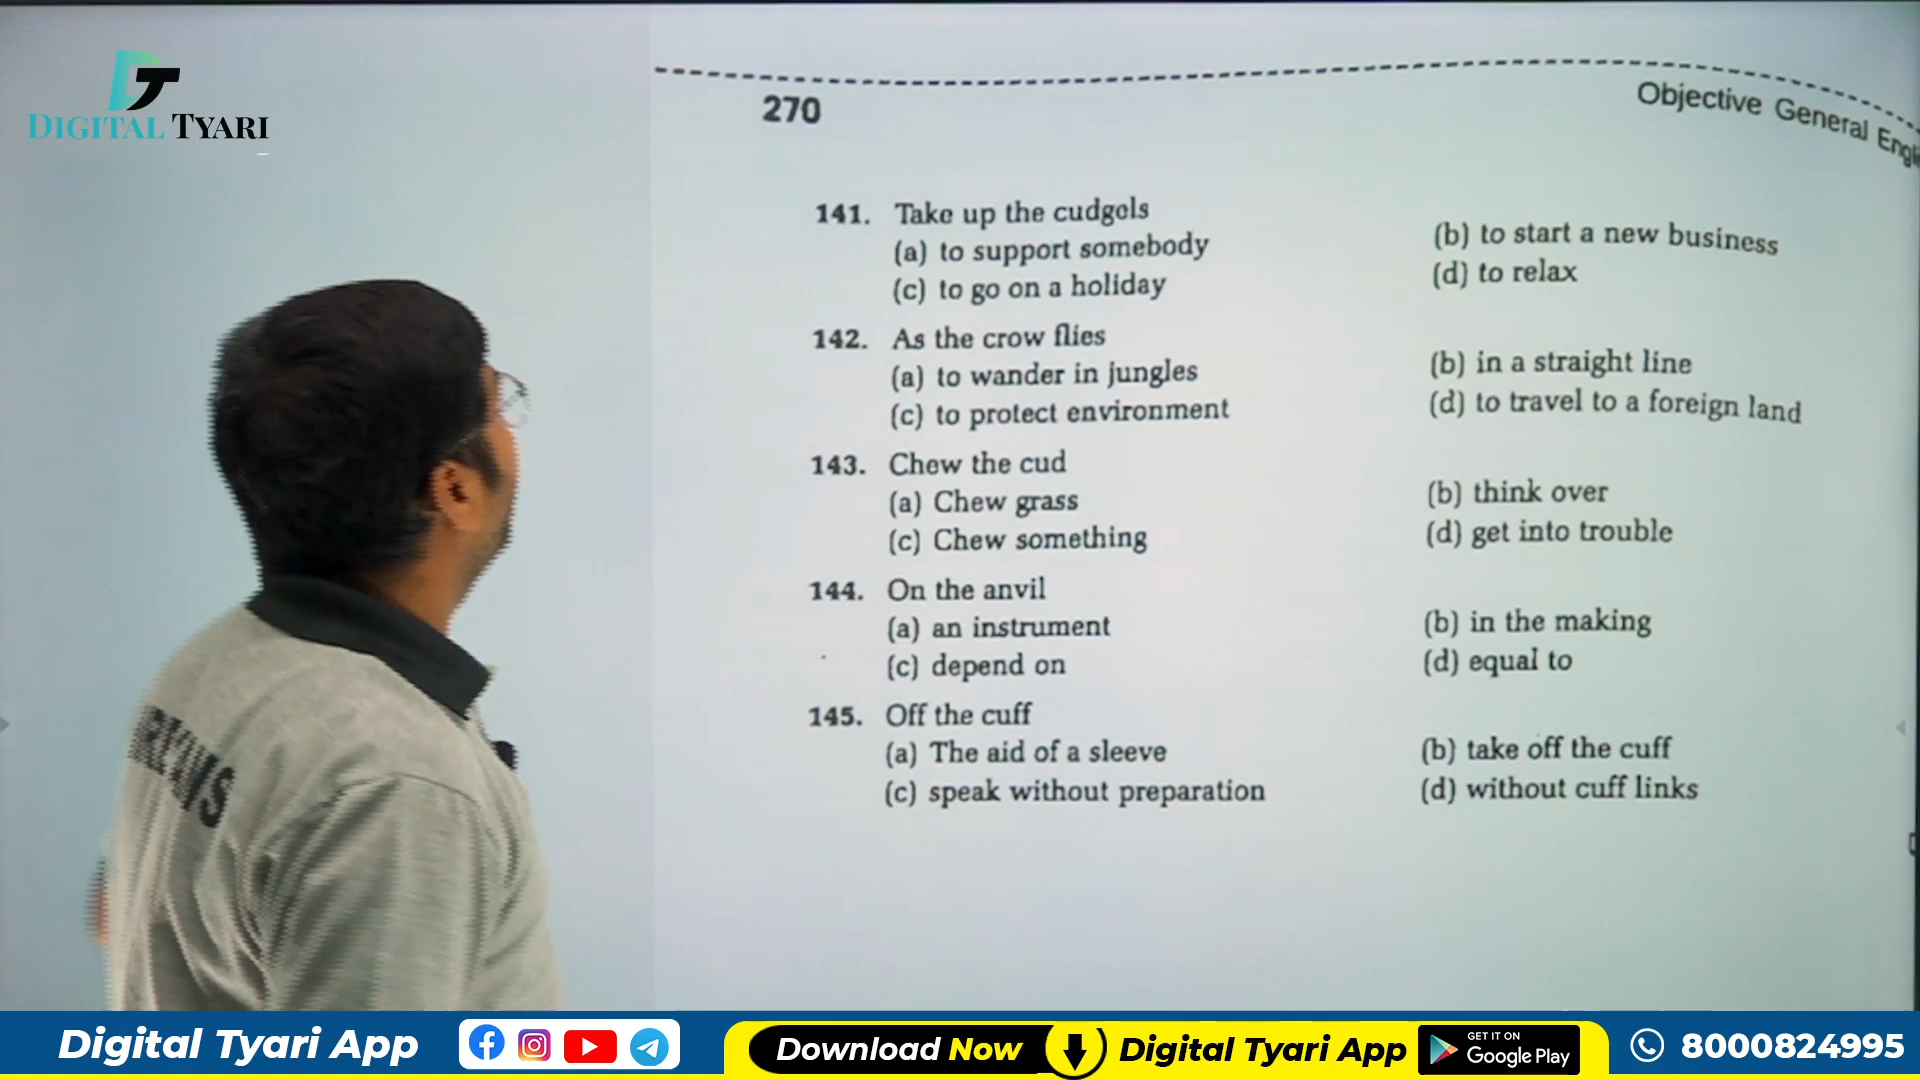 DIGITAL TYARI
270
Objective General
141. Take up the cudgels
(a) to support somebody
(b) to start a new business
(c) to go on a holiday
(d) to relax
142. As the crow flies
(a) to wander in jungles
(b) in a straight line
(c) to protect environment
(d) to travel to a foreign land
143. Chew the cud
(a) Chew grass
(b) think over
(c) Chew something
(d) get into trouble
144. On the anvil
(a) an instrument
(b) in the making
(c) depend on
(d) equal to
145. Off the cuff
(a) The aid of a sleeve
(b) take off the cuff
(c) speak without preparation
(d) without cuff links
Digital Tyari App
Download Now
Digital Tyari App
GET IT ON
Google Play
8000824995